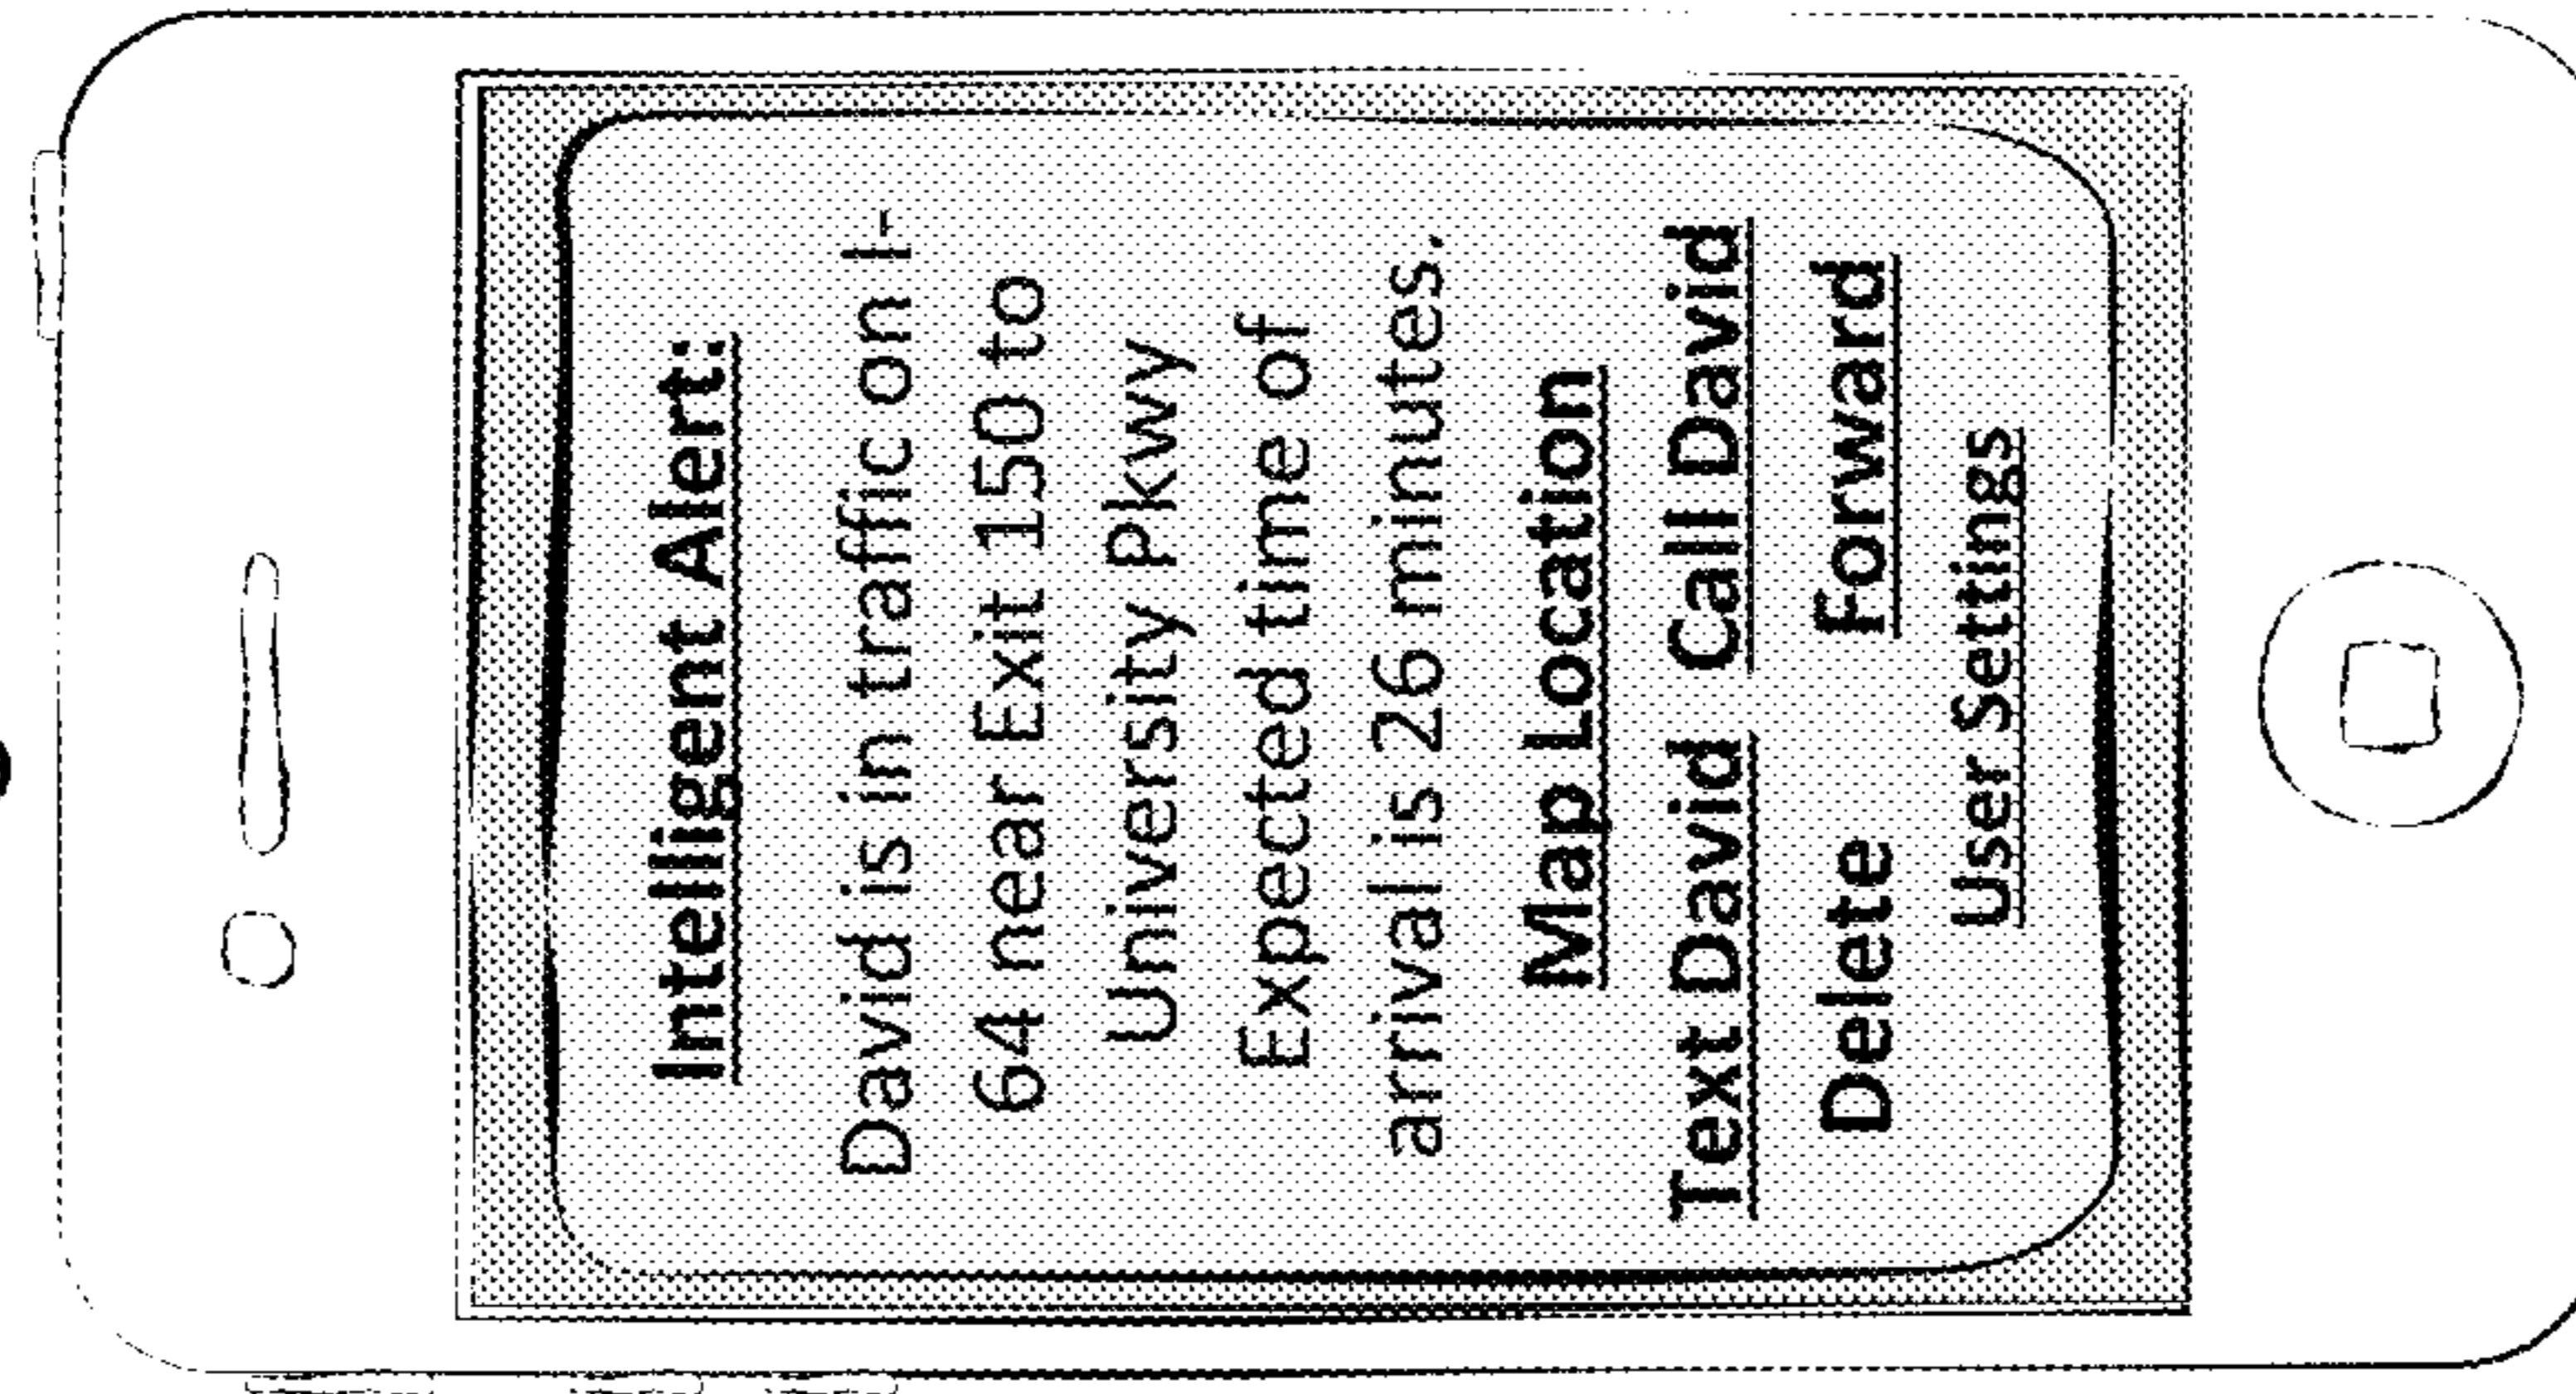 Intelligent Alert:
David is in traffic on I-
64 near Exit 150 to
University Pkwy
Expected time of
arrival is 26 minutes.
Map Location
Text David Call David
Delete Forward
User Settings